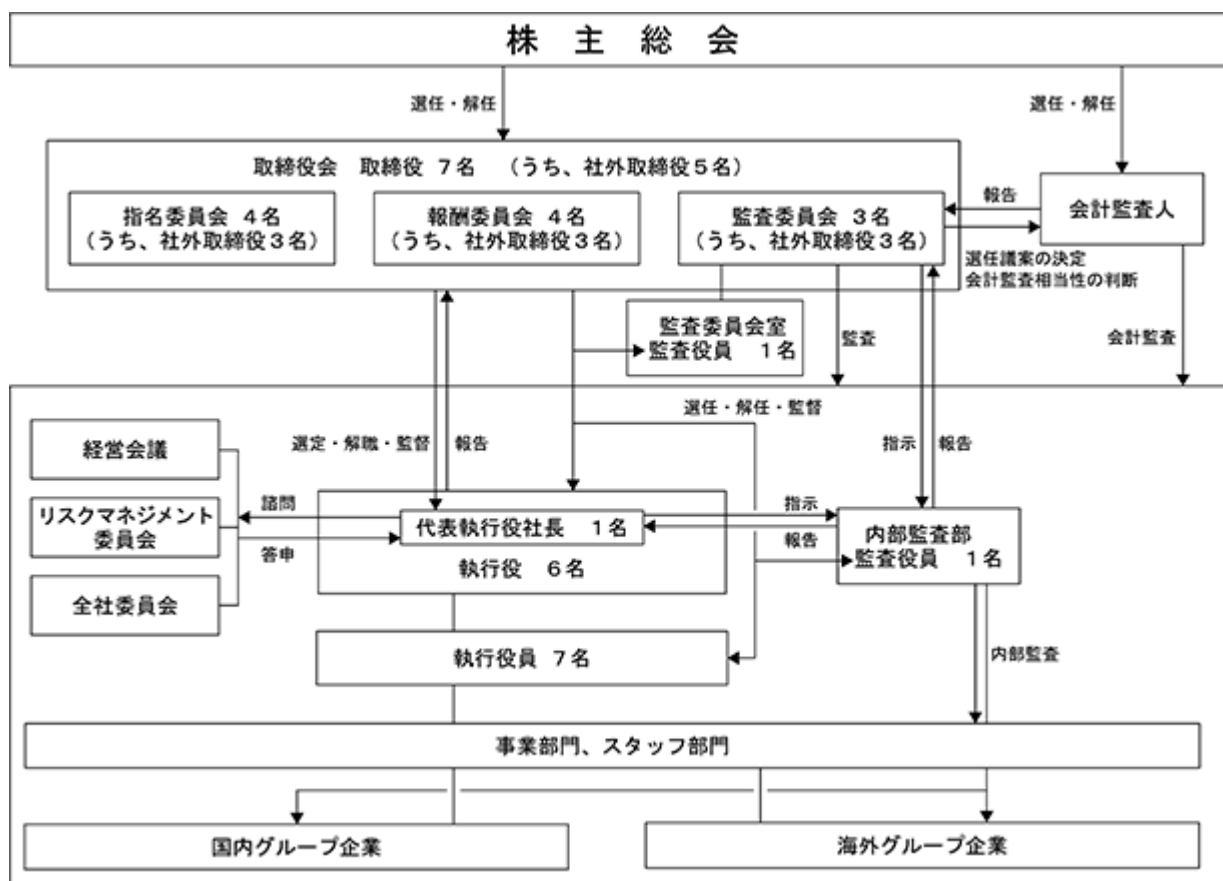 株 主 総 会
選任・解任
選任・解任
取締役会 取締役 7名 (うち、社外取締役5名)
指名委員会 4名
(うち、社外取締役3名)
報酬委員会 4名
(うち、社外取締役3名)
監査委員会 3名
(うち、社外取締役3名)
報告
会計監査人
選任議案の決定
会計監査相当性の判断
監査委員会室
監査役員 1名
監査
会計監査
選任・解任・監督
経営会議
選定・解職・監督
報告
指示
報告
リスクマネジメント
委員会
諮問
答申
代表執行役社長 1名
執行役 6名
指示
報告
内部監査部
監査役員 1名
全社委員会
執行役員 7名
内部監査
事業部門、スタッフ部門
国内グループ企業
海外グループ企業